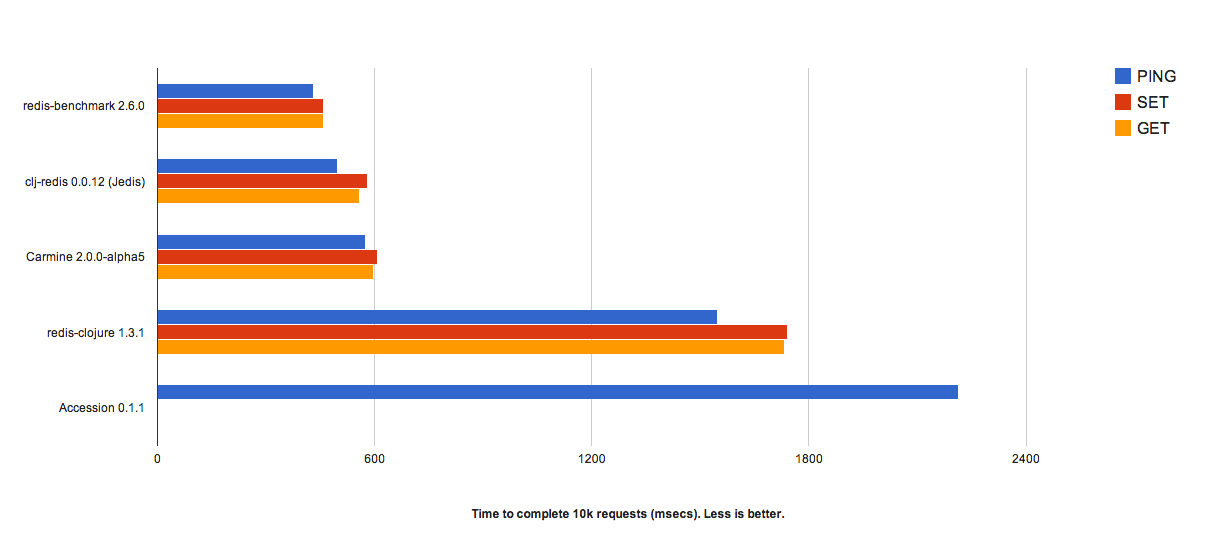 PING
SET
GET
redis-benchmark 2.6.0
clj-redis 0.0.12 (Jedis)
Carmine 2.0.0-alpha5
redis-clojure 1.3.1
Accession 0.1.1
0 600 1200 1800 2400
Time to complete 10k requests (msecs). Less is better.